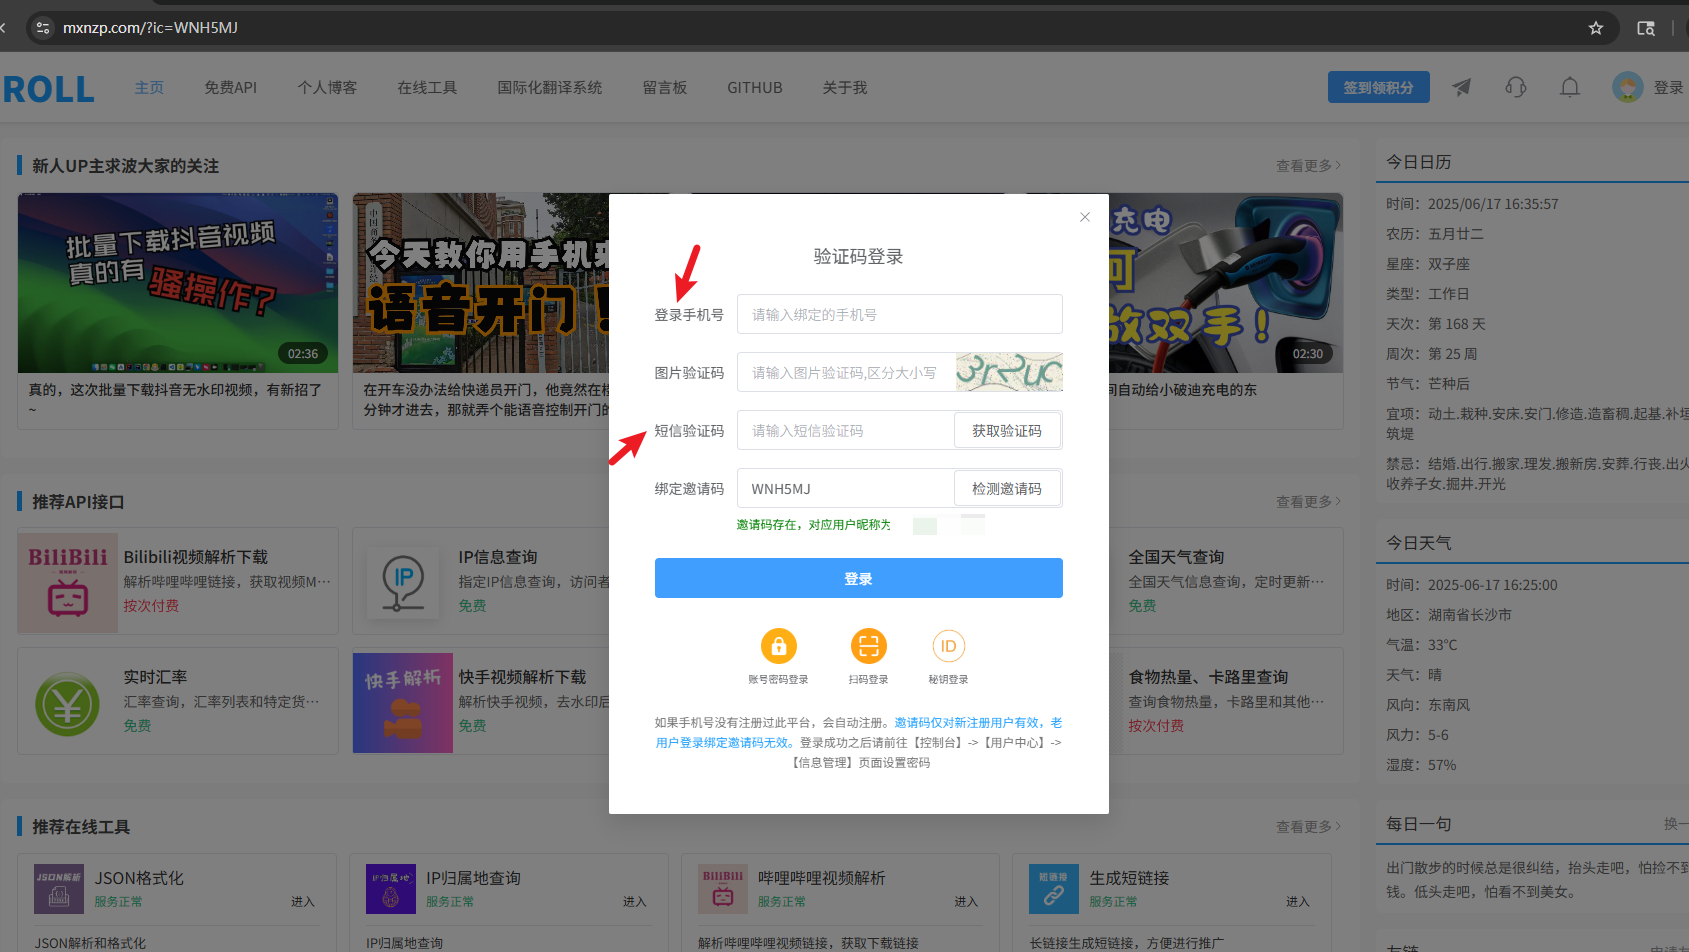 mxnzp.com/?ic=WNH5MJ
ROLL
主页
免费API
个人博客
在线工具
国际化翻译系统
留言板
GITHUB
关于我
签到领积分
登录
新人UP主求波大家的关注
查看更多
批量下载抖音视频
真的有 骚操作?
02:36
真的，这次批量下载抖音无水印视频，有新招了
~
今天教你用手机来
语音开门！
在开车没办法给快递员开门，他竟然在楼
分钟才进去，那就弄个能语音控制开门的
充电
何
放双手！
02:30
间自动给小破迪充电的东
验证码登录
登录手机号
请输入绑定的手机号
图片验证码
请输入图片验证码,区分大小写
3r2uc
短信验证码
请输入短信验证码
获取验证码
绑定邀请码
WNH5MJ
检测邀请码
邀请码存在，对应用户昵称为
登录
账号密码登录
扫码登录
ID
秘钥登录
如果手机号没有注册过此平台，会自动注册。邀请码仅对新注册用户有效，老
用户登录绑定邀请码无效。登录成功之后请前往【控制台】->【用户中心】->
【信息管理】页面设置密码
推荐API接口
查看更多
BiliBili
Bilibili视频解析下载
解析哔哩哔哩链接，获取视频M···
按次付费
IP
IP信息查询
指定IP信息查询，访问者
免费
全国天气查询
全国天气信息查询，定时更新···
免费
实时汇率
汇率查询，汇率列表和特定货···
免费
快手解析
快手视频解析下载
解析快手视频，去水印后
免费
食物热量、卡路里查询
查询食物热量，卡路里和其他···
按次付费
推荐在线工具
查看更多
JSON解析
JSON格式化
服务正常
进入
JSON解析和格式化
IP归属地
IP归属地查询
服务正常
进入
IP归属地查询
BiliBili
哔哩哔哩视频解析
服务正常
进入
解析哔哩哔哩视频链接，获取下载链接
短链接
生成短链接
服务正常
进入
长链接生成短链接，方便进行推广
今日日历
时间：2025/06/17 16:35:57
农历：五月廿二
星座：双子座
类型：工作日
天次：第 168 天
周次：第 25 周
节气：芒种后
宜项：动土.栽种.安床.安门.修造.造畜稠.起基.补垣
筑堤
禁忌：结婚.出行.搬家.理发.搬新房.安葬.行丧.出火
收养子女.掘井.开光
今日天气
时间：2025-06-17 16:25:00
地区：湖南省长沙市
气温：33℃
天气：晴
风向：东南风
风力：5-6
湿度：57%
每日一句
换一
出门散步的时候总是很纠结，抬头走吧，怕捡不到
钱。低头走吧，怕看不到美女。
友链